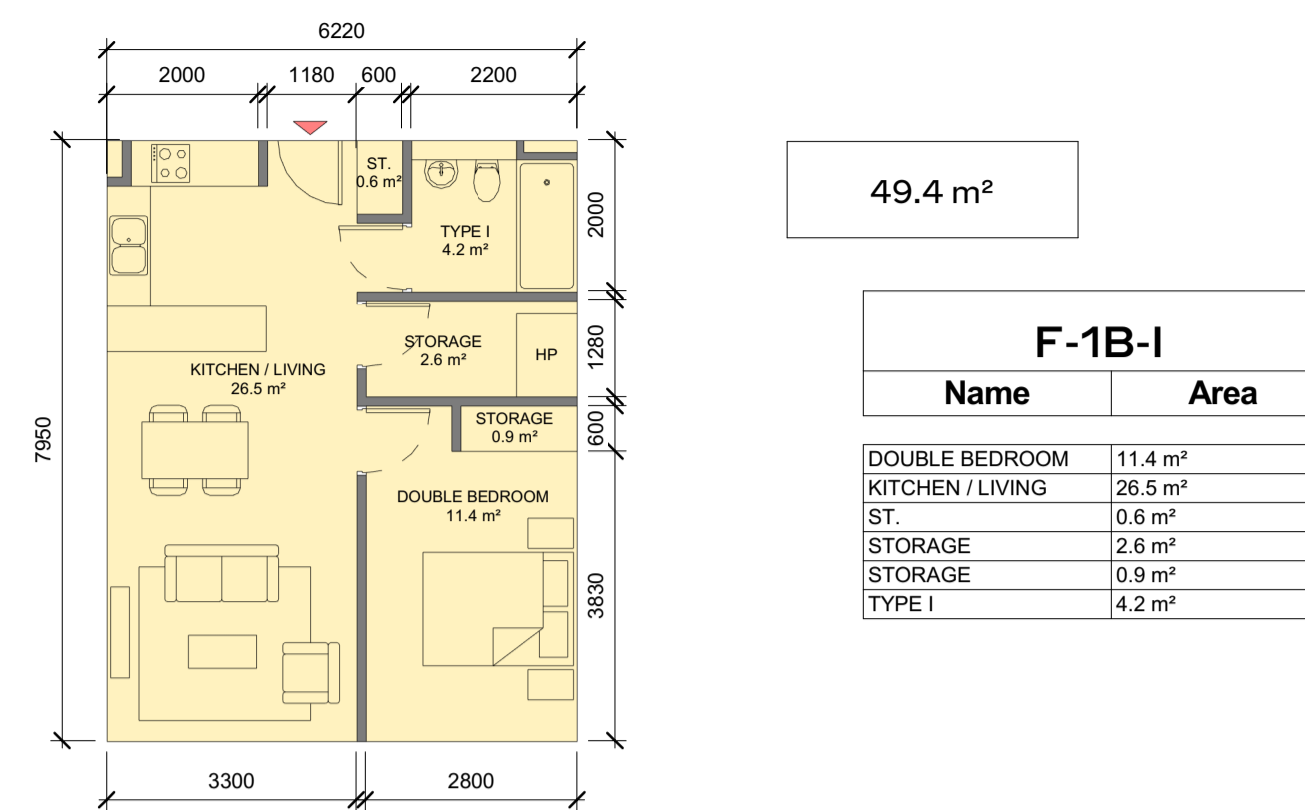 6220
2000 1180 600 2200
ST.
0.6 m²
TYPE I
4.2 m²
2000
STORAGE
2.6 m²
HP
1280
KITCHEN / LIVING
26.5 m²
STORAGE
0.9 m²
600
7950
DOUBLE BEDROOM
11.4 m²
3830
3300 2800
49.4 m²
F-1B-I
Name Area
DOUBLE BEDROOM 11.4 m²
KITCHEN / LIVING 26.5 m²
ST. 0.6 m²
STORAGE 2.6 m²
STORAGE 0.9 m²
TYPE I 4.2 m²